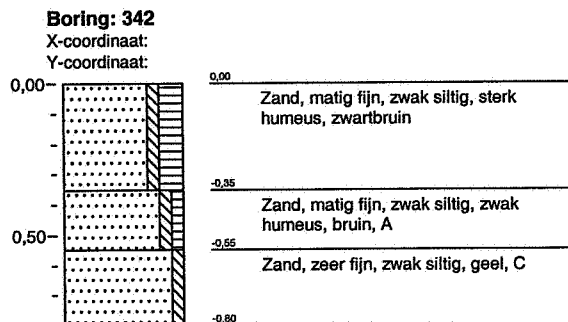 Boring: 342
X-coordinaat:
Y-coordinaat:
0,00
0,00
Zand, matig fijn, zwak siltig, sterk
humeus, zwartbruin
-0,35
Zand, matig fijn, zwak siltig, zwak
humeus, bruin, A
0,50
-0,55
Zand, zeer fijn, zwak siltig, geel, C
-0,80